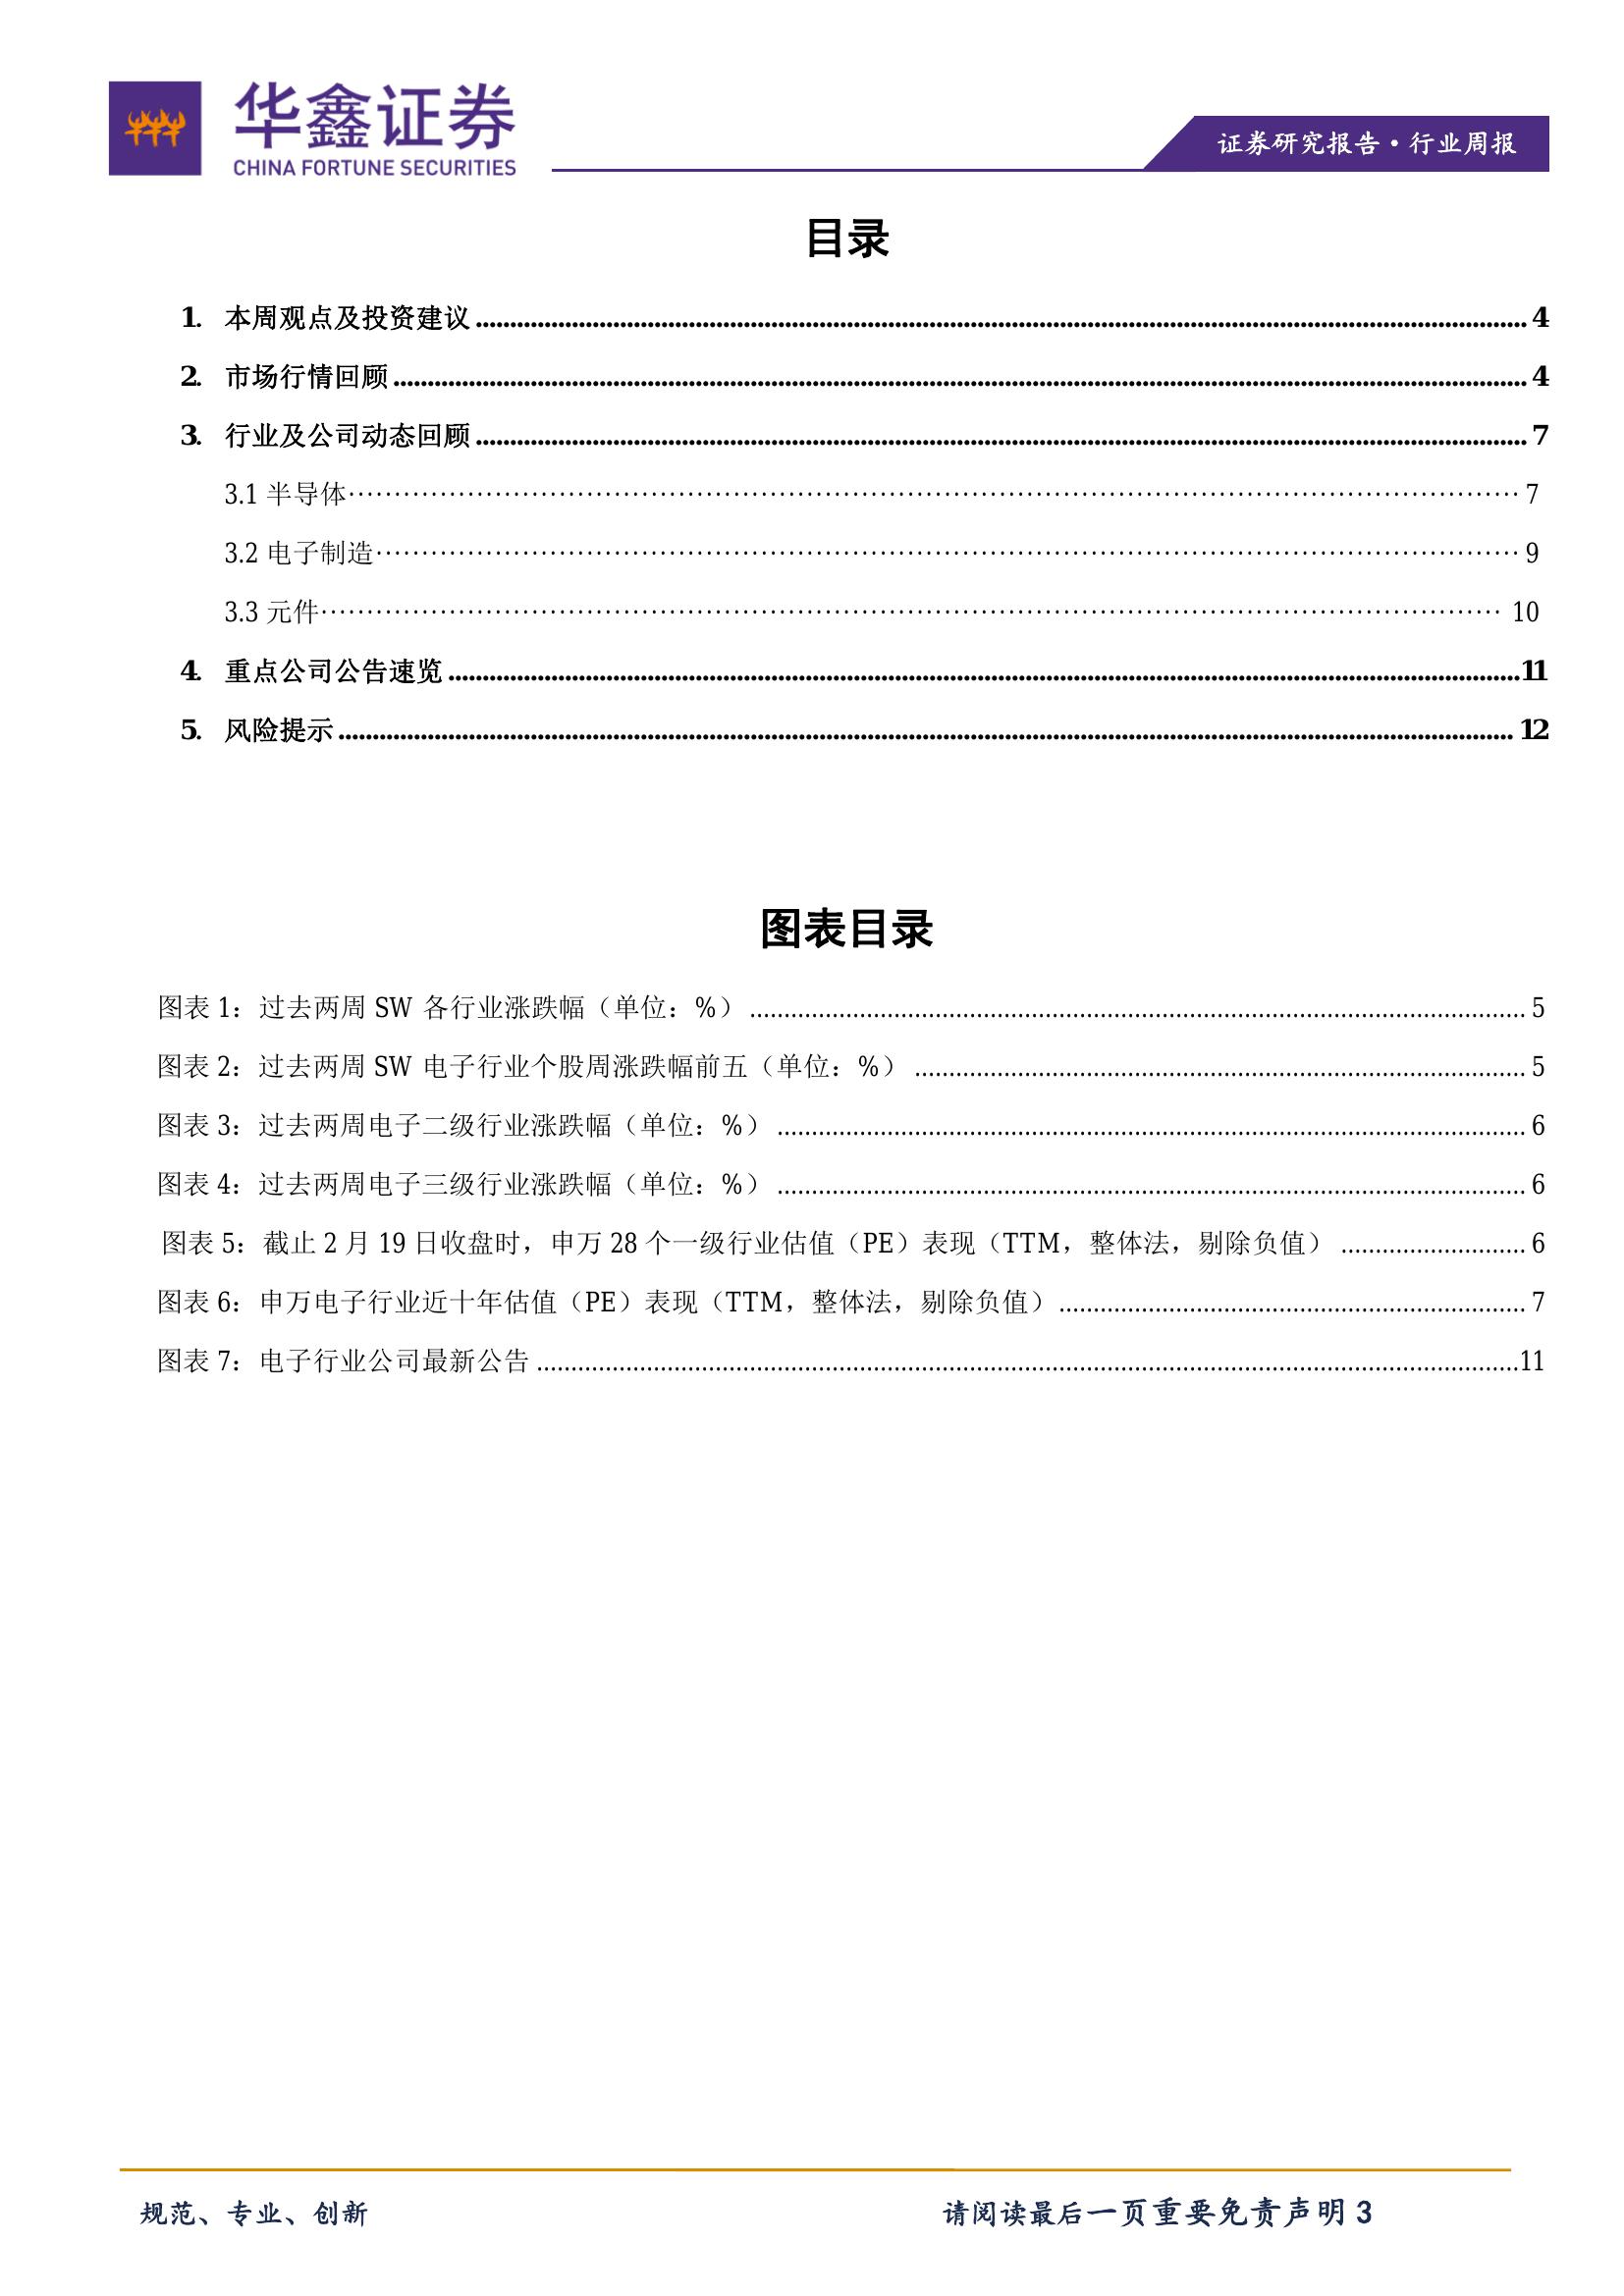 华鑫证券
CHINA FORTUNE SECURITIES
证券研究报告·行业周报
目录
1. 本周观点及投资建议 4
2. 市场行情回顾 4
3. 行业及公司动态回顾 7
3.1 半导体 7
3.2 电子制造 9
3.3 元件 10
4. 重点公司公告速览 11
5. 风险提示 12
图表目录
图表 1：过去两周 SW 各行业涨跌幅（单位：%） 5
图表 2：过去两周 SW 电子行业个股周涨跌幅前五（单位：%） 5
图表 3：过去两周电子二级行业涨跌幅（单位：%） 6
图表 4：过去两周电子三级行业涨跌幅（单位：%） 6
图表 5：截止 2 月 19 日收盘时，申万 28 个一级行业估值（PE）表现（TTM，整体法，剔除负值） 6
图表 6：申万电子行业近十年估值（PE）表现（TTM，整体法，剔除负值） 7
图表 7：电子行业公司最新公告 11
规范、专业、创新
请阅读最后一页重要免责声明 3